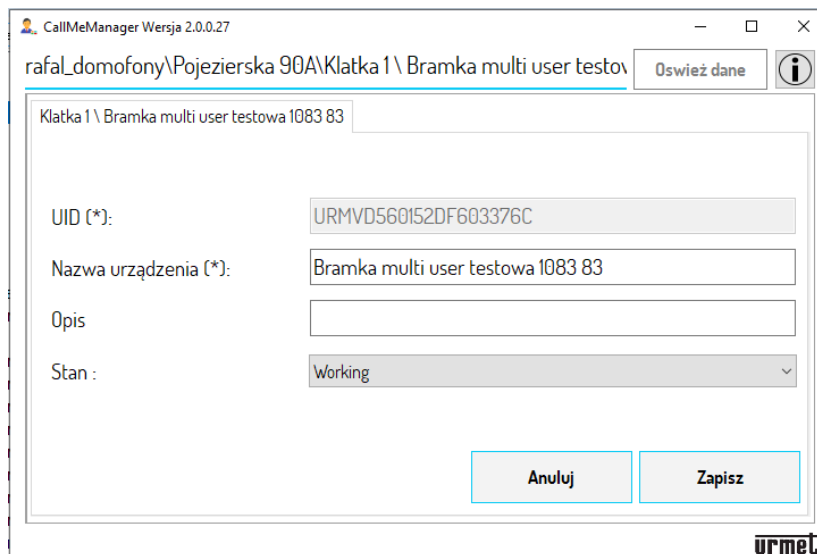 CallMeManager Wersja 2.0.0.27
rafal_domofony\Pojezierska 90A\Klatka 1 \ Bramka multi user testov
Oswież dane
Klatka 1 \ Bramka multi user testowa 1083 83
UID (*):
URMVD560152DF603376C
Nazwa urządzenia (*):
Bramka multi user testowa 1083 83
Opis
Stan :
Working
Anuluj
Zapisz
urmet